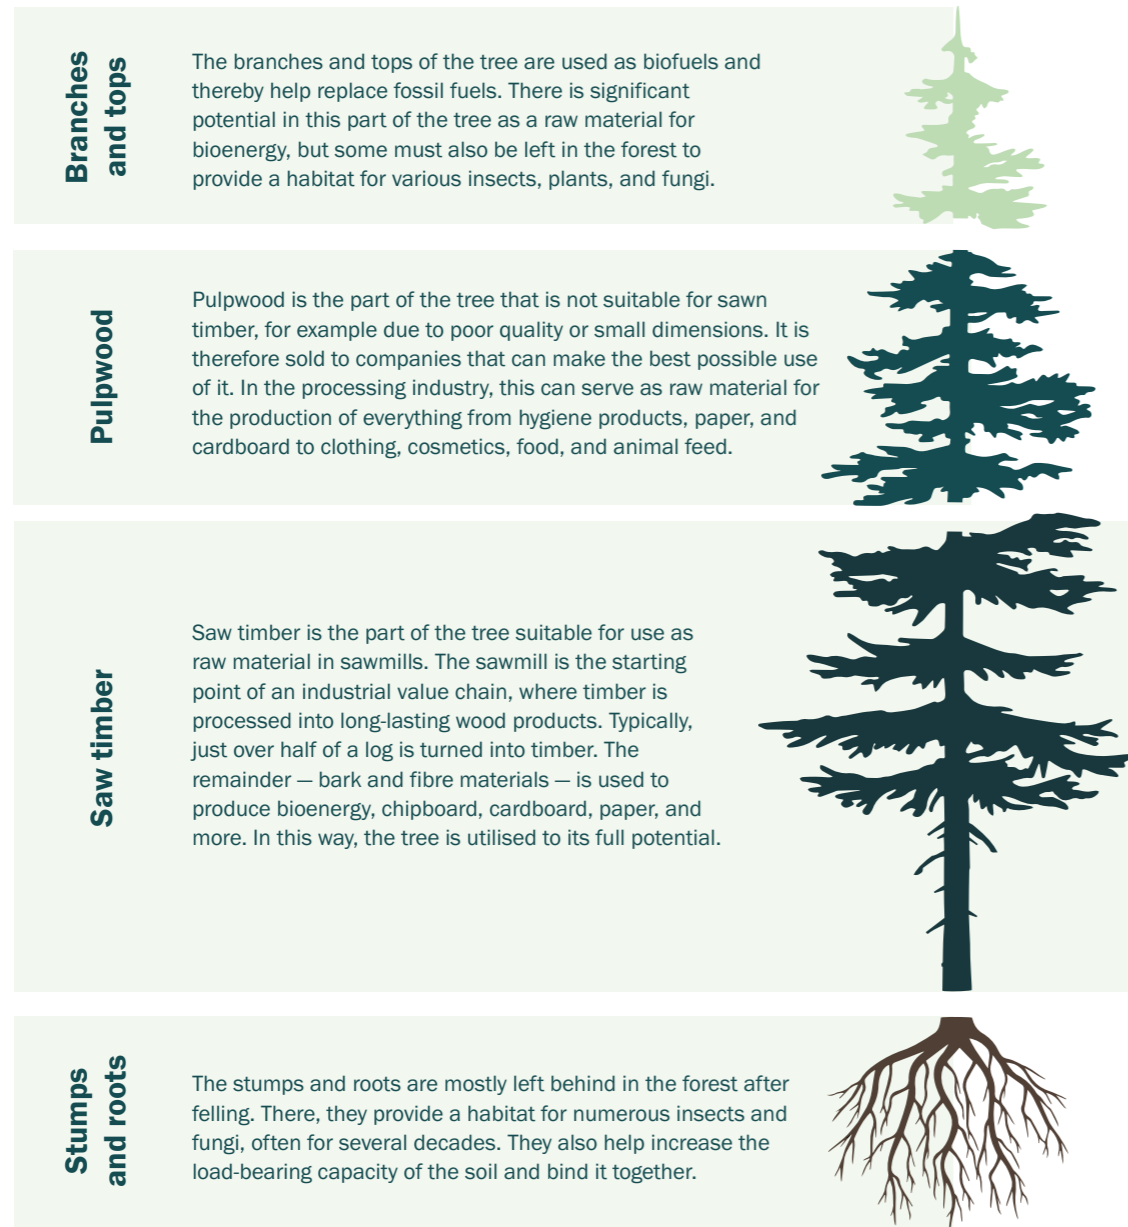 Branches
and tops
The branches and tops of the tree are used as biofuels and
thereby help replace fossil fuels. There is significant
potential in this part of the tree as a raw material for
bioenergy, but some must also be left in the forest to
provide a habitat for various insects, plants, and fungi.
Pulpwood
Pulpwood is the part of the tree that is not suitable for sawn
timber, for example due to poor quality or small dimensions. It is
therefore sold to companies that can make the best possible use
of it. In the processing industry, this can serve as raw material for
the production of everything from hygiene products, paper, and
cardboard to clothing, cosmetics, food, and animal feed.
Saw timber
Saw timber is the part of the tree suitable for use as
raw material in sawmills. The sawmill is the starting
point of an industrial value chain, where timber is
processed into long-lasting wood products. Typically,
just over half of a log is turned into timber. The
remainder — bark and fibre materials — is used to
produce bioenergy, chipboard, cardboard, paper, and
more. In this way, the tree is utilised to its full potential.
Stumps
and roots
The stumps and roots are mostly left behind in the forest after
felling. There, they provide a habitat for numerous insects and
fungi, often for several decades. They also help increase the
load-bearing capacity of the soil and bind it together.